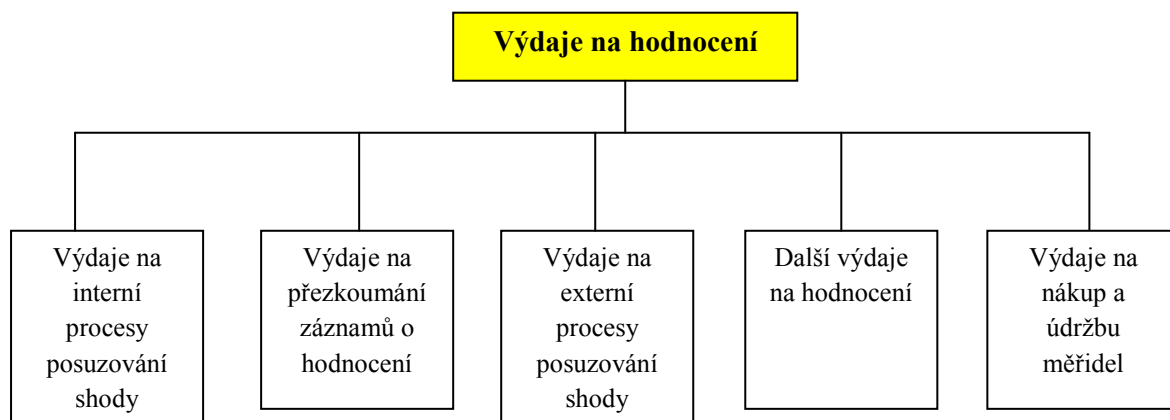 Výdaje na hodnocení
Výdaje na
interní
procesy
posuzování
shody
Výdaje na
přezkoumání
záznamů o
hodnocení
Výdaje na
externí
procesy
posuzování
shody
Další výdaje
na hodnocení
Výdaje na
nákup a
údržbu
měřidel